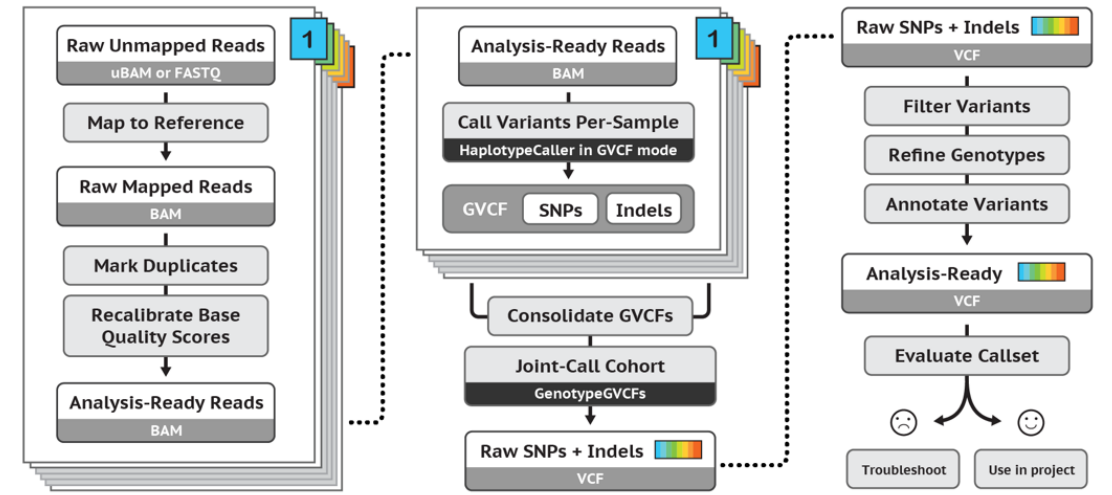 Raw Unmapped Reads
uBAM or FASTQ
1
Map to Reference
Raw Mapped Reads
BAM
Mark Duplicates
Recalibrate Base
Quality Scores
Analysis-Ready Reads
BAM
Analysis-Ready Reads
BAM
1
Call Variants Per-Sample
HaplotypeCaller in GVCF mode
GVCF SNPs Indels
Consolidate GVCFs
Joint-Call Cohort
GenotypeGVCFs
Raw SNPs + Indels
VCF
Raw SNPs + Indels
VCF
Filter Variants
Refine Genotypes
Annotate Variants
Analysis-Ready
VCF
Evaluate Callset
Troubleshoot
Use in project